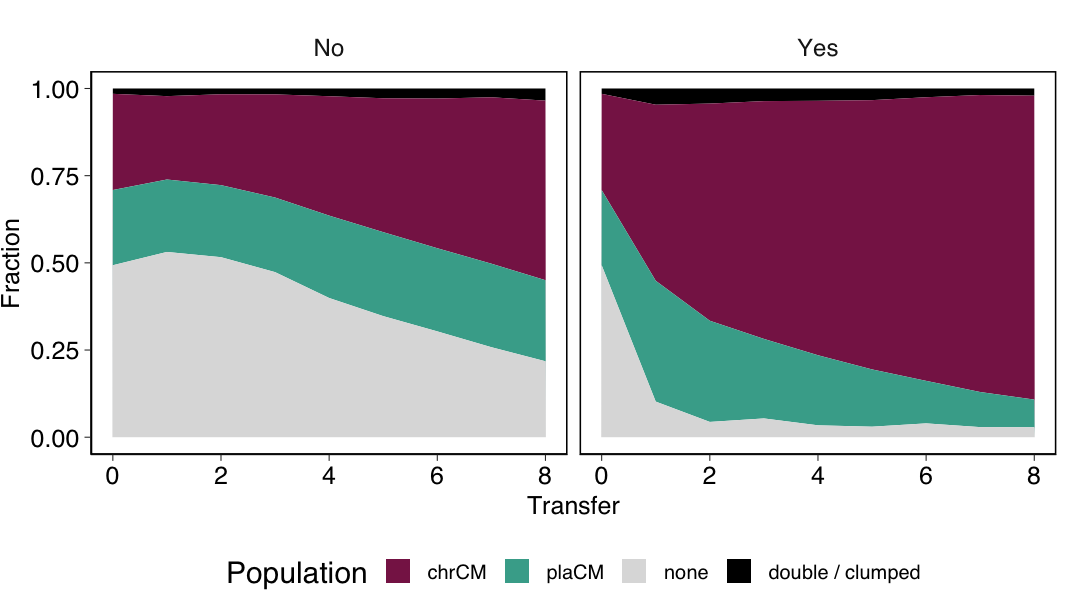 No
Yes
Fraction
1.00
0.75
0.50
0.25
0.00
0 2 4 6 8
0 2 4 6 8
Transfer
Population chrCM plaCM none double / clumped